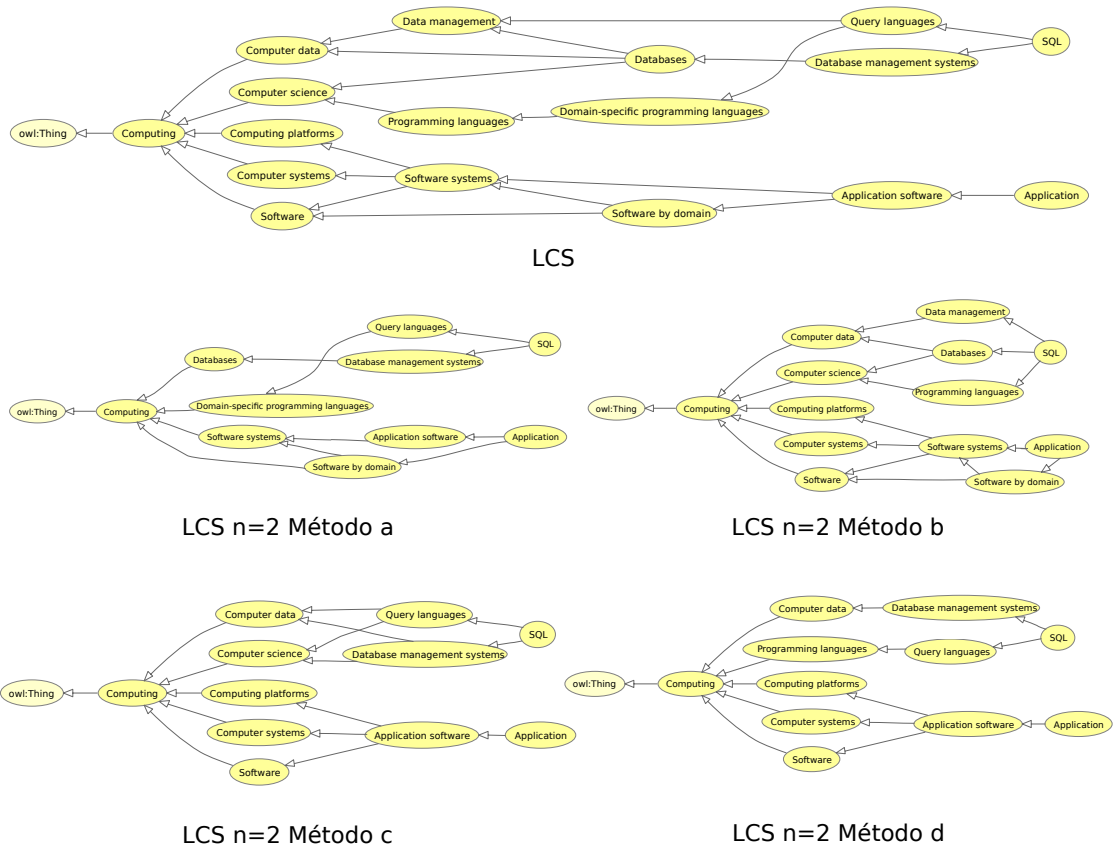 Data management
Query languages
SQL
Computer data
Databases
Database management systems
Computer science
Domain-specific programming languages
Programming languages
owl:Thing
Computing
Computing platforms
Computer systems
Software systems
Application software
Application
Software
Software by domain
LCS
Query languages
SQL
Databases
Database management systems
owl:Thing
Computing
Domain-specific programming languages
Software systems
Application software
Application
Software by domain
LCS n=2 Método a
Data management
Computer data
Databases
SQL
Computer science
Programming languages
owl:Thing
Computing
Computing platforms
Computer systems
Software systems
Application
Software
Software by domain
LCS n=2 Método b
Computer data
Query languages
SQL
Computer science
Database management systems
owl:Thing
Computing
Computing platforms
Computer systems
Application software
Application
Software
LCS n=2 Método c
Computer data
Database management systems
SQL
Programming languages
Query languages
owl:Thing
Computing
Computing platforms
Computer systems
Application software
Application
Software
LCS n=2 Método d